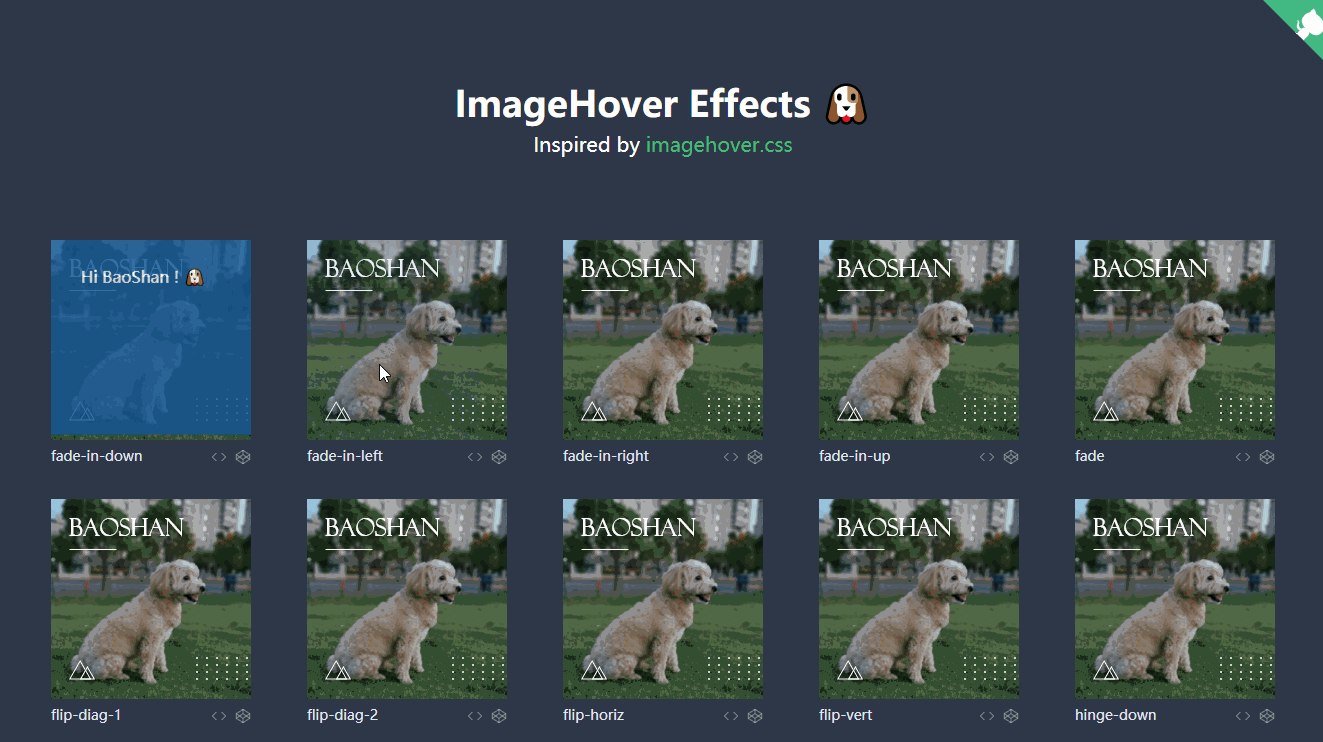 ImageHover Effects
Inspired by imagehover.css
BAOSHAN
Hi BaoShan !
BAOSHAN
BAOSHAN
BAOSHAN
BAOSHAN
fade-in-down
fade-in-left
fade-in-right
fade-in-up
fade
BAOSHAN
BAOSHAN
BAOSHAN
BAOSHAN
BAOSHAN
flip-diag-1
flip-diag-2
flip-horiz
flip-vert
hinge-down